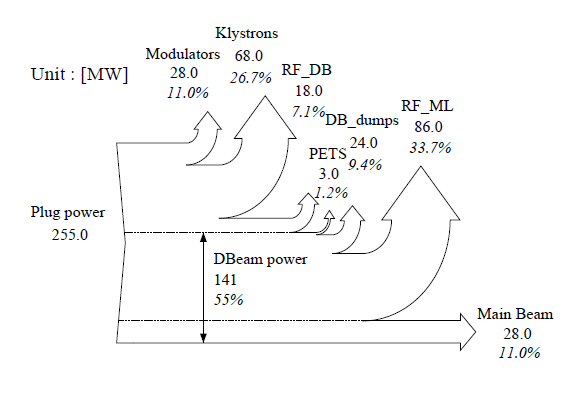 Klystrons
68.0
26.7%
Modulators
28.0
11.0%
Unit : [MW]
RF_DB
18.0
7.1%
DB_dumps
24.0
9.4%
RF_ML
86.0
33.7%
PETS
3.0
1.2%
Plug power
255.0
DBeam power
141
55%
Main Beam
28.0
11.0%